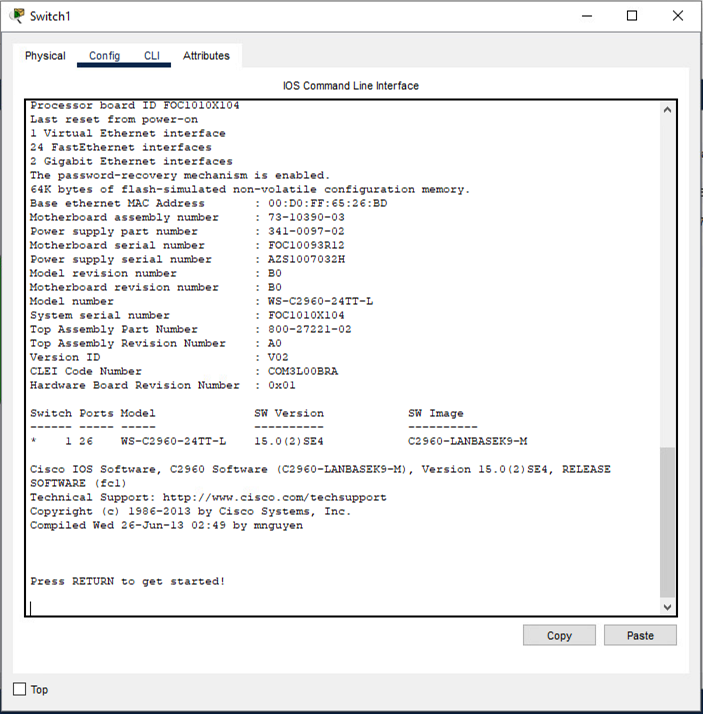 Switch1
Physical Config CLI Attributes
IOS Command Line Interface
Processor board ID FOC1010X104
Last reset from power-on
1 Virtual Ethernet interface
24 FastEthernet interfaces
2 Gigabit Ethernet interfaces
The password-recovery mechanism is enabled.
64K bytes of flash-simulated non-volatile configuration memory.
Base ethernet MAC Address : 00:D0:FF:65:26:BD
Motherboard assembly number : 73-10390-03
Power supply part number : 341-0097-02
Motherboard serial number : FOC10093R12
Power supply serial number : AZS1007032H
Model revision number : B0
Motherboard revision number : B0
Model number : WS-C2960-24TT-L
System serial number : FOC1010X104
Top Assembly Part Number : 800-27221-02
Top Assembly Revision Number : A0
Version ID : V02
CLEI Code Number : COM3L00BRA
Hardware Board Revision Number : 0x01
Switch Ports Model SW Version SW Image
------ ----- ----- ---------- ----------
* 1 26 WS-C2960-24TT-L 15.0(2)SE4 C2960-LANBASEK9-M
Cisco IOS Software, C2960 Software (C2960-LANBASEK9-M), Version 15.0(2)SE4, RELEASE
SOFTWARE (fc1)
Technical Support: http://www.cisco.com/techsupport
Copyright (c) 1986-2013 by Cisco Systems, Inc.
Compiled Wed 26-Jun-13 02:49 by mnguyen
Press RETURN to get started!
Copy Paste
Top